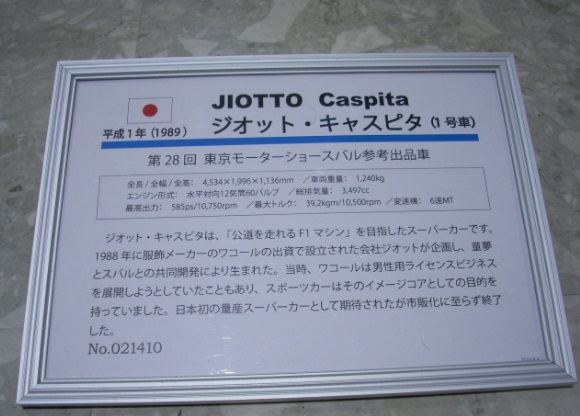 JIOTTO Caspita
平成1年(1989)
ジオット・キャスピタ(1号車)
第28回 東京モーターショースバル参考出品車
全長/全幅/全高: 4,534×1,996×1,136mm /車両重量: 1,240kg
エンジン形式: 水平対向12気筒60バルブ /総排気量: 3,497cc
最高出力: 585ps/10,750rpm /最大トルク: 39,2kgm/10,500rpm /変速機: 6速MT
ジオット・キャスピタは、「公道を走れるF1マシン」を目指したスーパーカーです。
1988年に服飾メーカーのワコールの出資で設立された会社ジオットが企画し、童夢
とスバルとの共同開発により生まれた。当時、ワコールは男性用ライセンスビジネス
を展開しようとしていたこともあり、スポーツカーはそのイメージコアとしての目的を
持っていました。日本初の量産スーパーカーとして期待されたが市販化に至らず終了
した。
No.021410